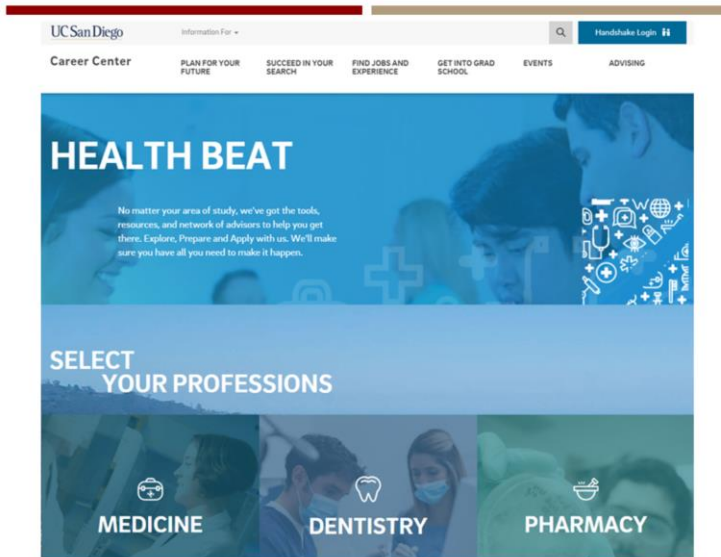 UC San Diego
Information For
Handshake Login
Career Center
PLAN FOR YOUR
FUTURE
SUCCEED IN YOUR
SEARCH
FIND JOBS AND
EXPERIENCE
GET INTO GRAD
SCHOOL
EVENTS
ADVISING
HEALTH BEAT
No matter your area of study, we've got the tools,
resources, and network of advisors to help you get
there. Explore, Prepare and Apply with us. We'll make
sure you have all you need to make it happen.
SELECT
YOUR PROFESSIONS
MEDICINE
DENTISTRY
PHARMACY